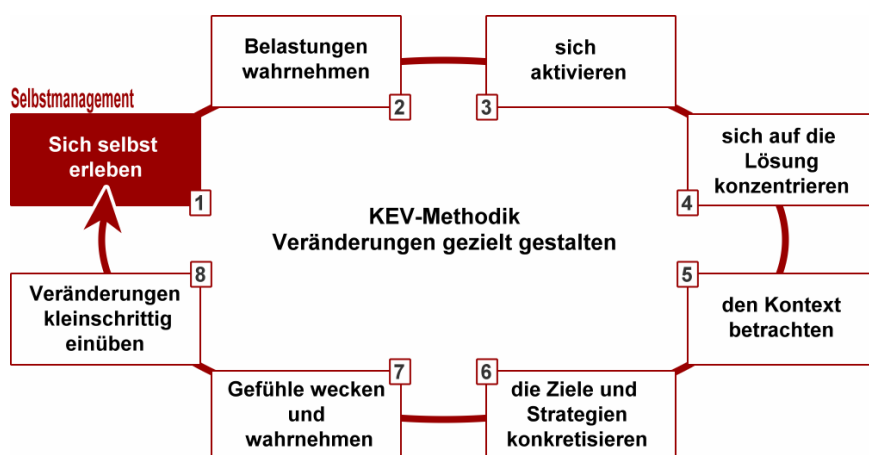 Selbstmanagement
Sich selbst
erleben
1
Belastungen
wahrnehmen
2
sich
aktivieren
3
sich auf die
Lösung
konzentrieren
4
den Kontext
betrachten
5
die Ziele und
Strategien
konkretisieren
6
Gefühle wecken
und
wahrnehmen
7
Veränderungen
kleinschrittig
einüben
8
KEV-Methodik
Veränderungen gezielt gestalten